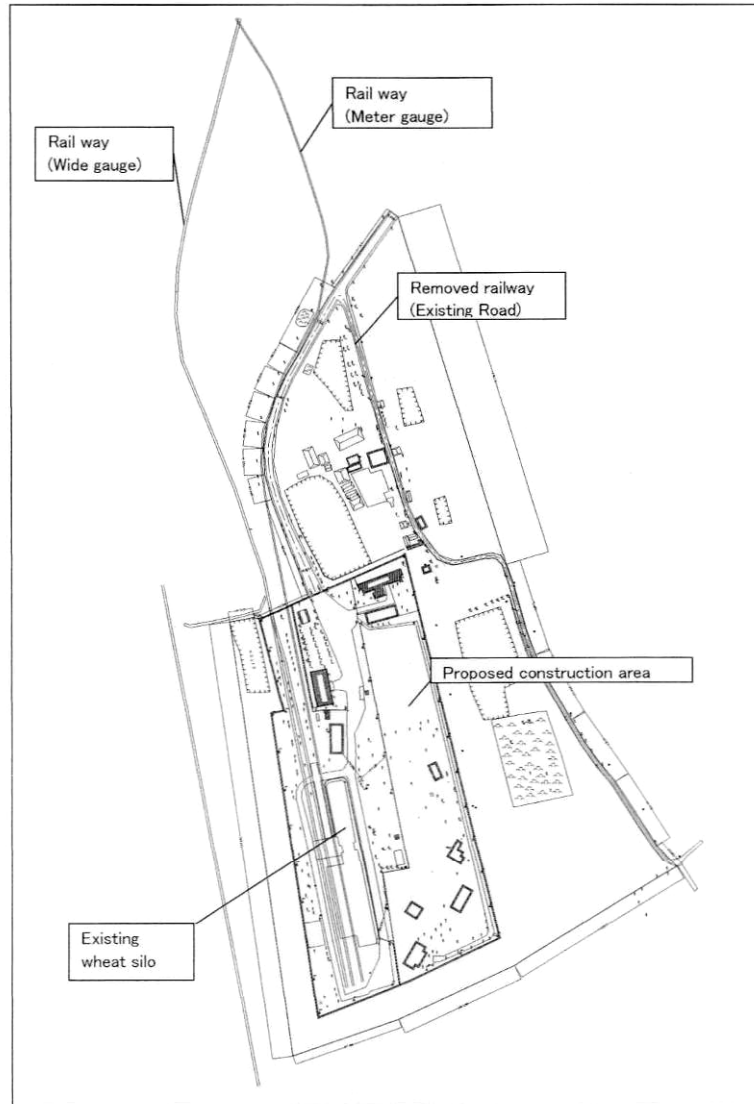 Rail way
(Meter gauge)
Rail way
(Wide gauge)
Removed railway
(Existing Road)
Proposed construction area
Existing
wheat silo